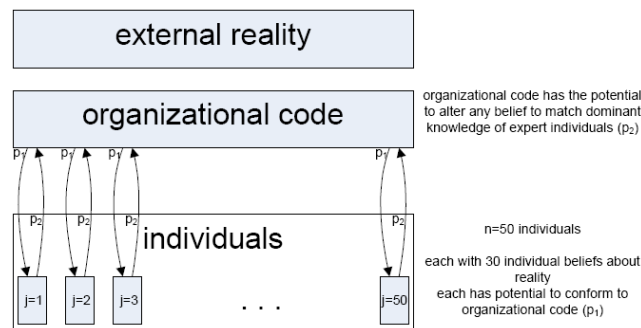 external reality
organizational code
organizational code has the potential
to alter any belief to match dominant
knowledge of expert individuals (p2)
p1 p1 p1 p1
p2 p2 p2 p2
individuals
n=50 individuals
each with 30 individual beliefs about
reality
each has potential to conform to
organizational code (p1)
j=1 j=2 j=3 . . . j=50